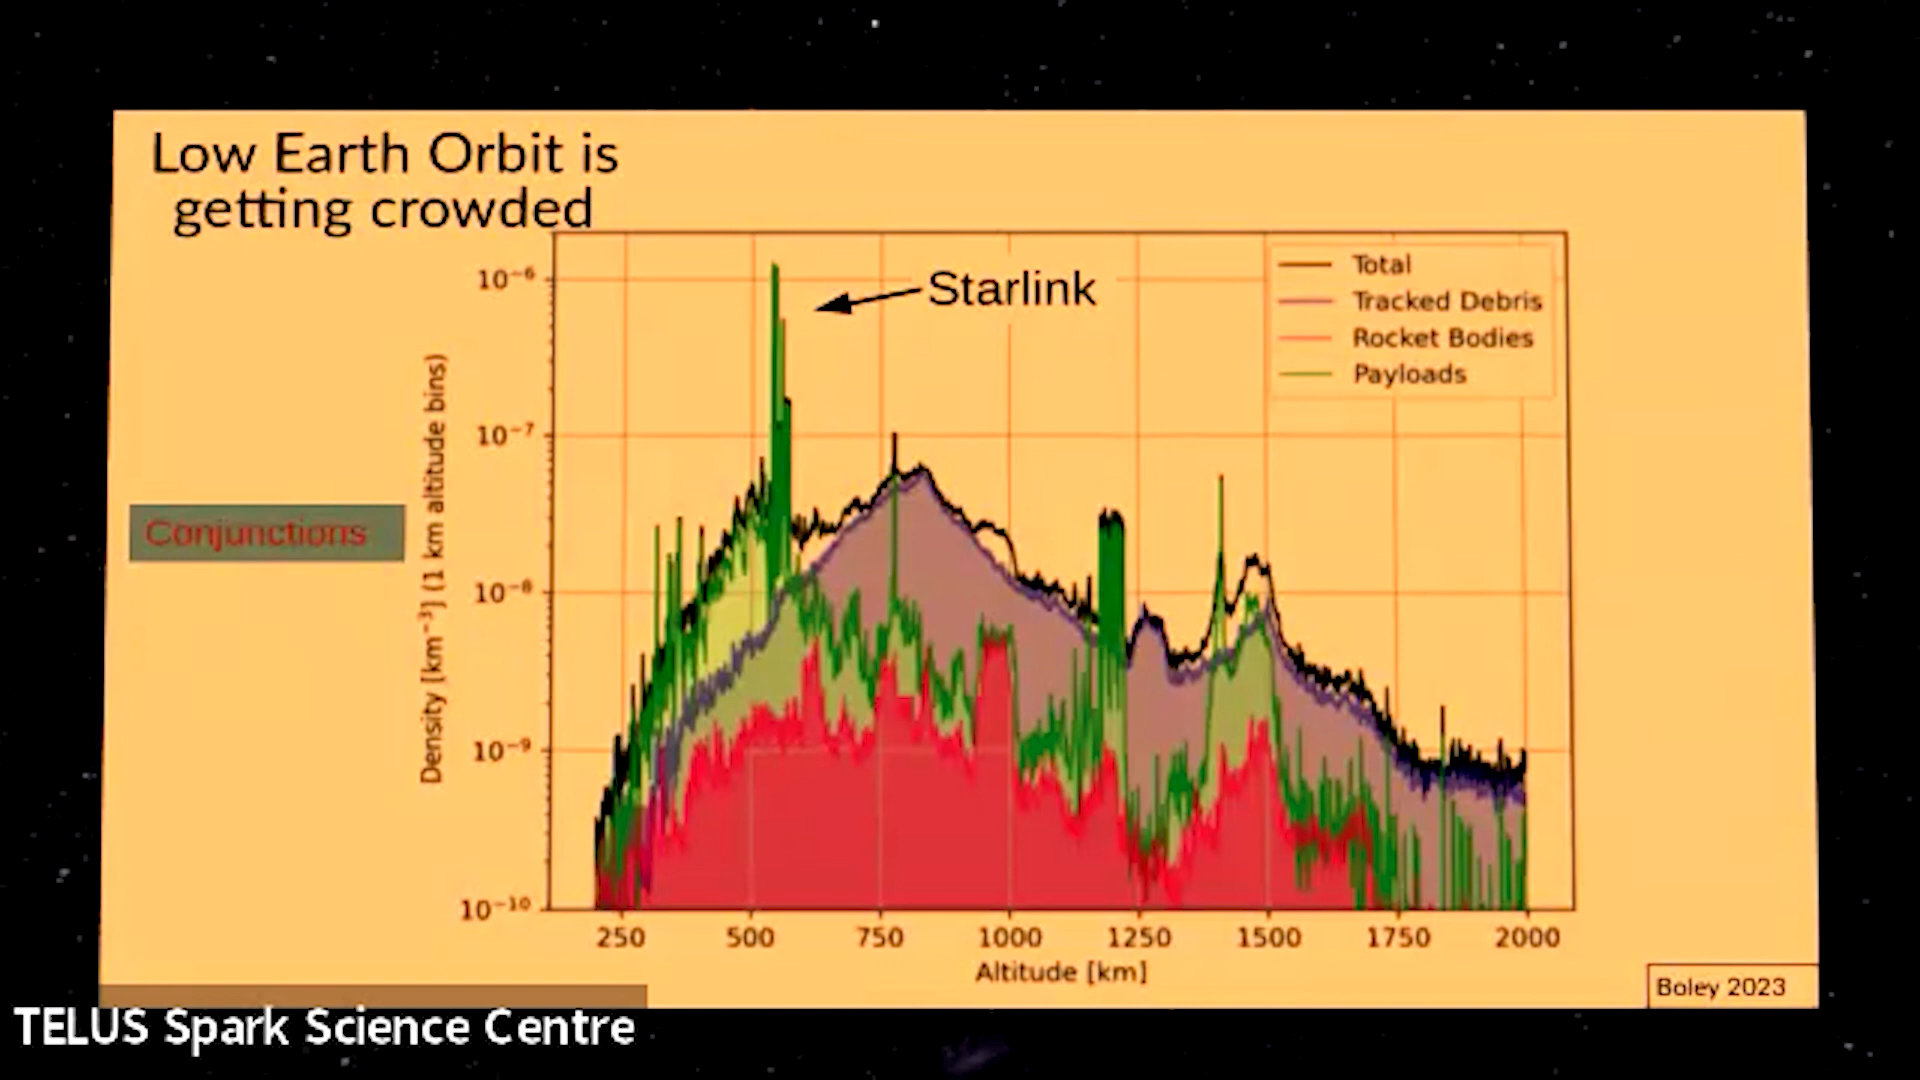 Low Earth Orbit is
getting crowded
Starlink
Total
Tracked Debris
Rocket Bodies
Payloads
10⁻⁶
10⁻⁷
10⁻⁸
10⁻⁹
10⁻¹⁰
Density [km⁻³] (1 km altitude bins)
Conjunctions
250 500 750 1000 1250 1500 1750 2000
Altitude [km]
Boley 2023
TELUS Spark Science Centre